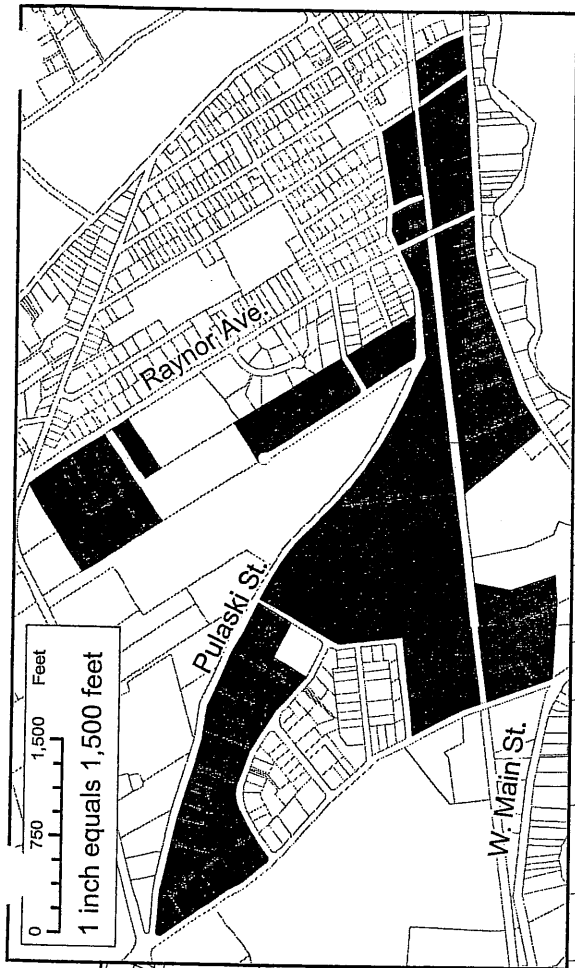 0 750 1,500 Feet
1 inch equals 1,500 feet
Pulaski St.
Raynor Ave.
W. Main St.